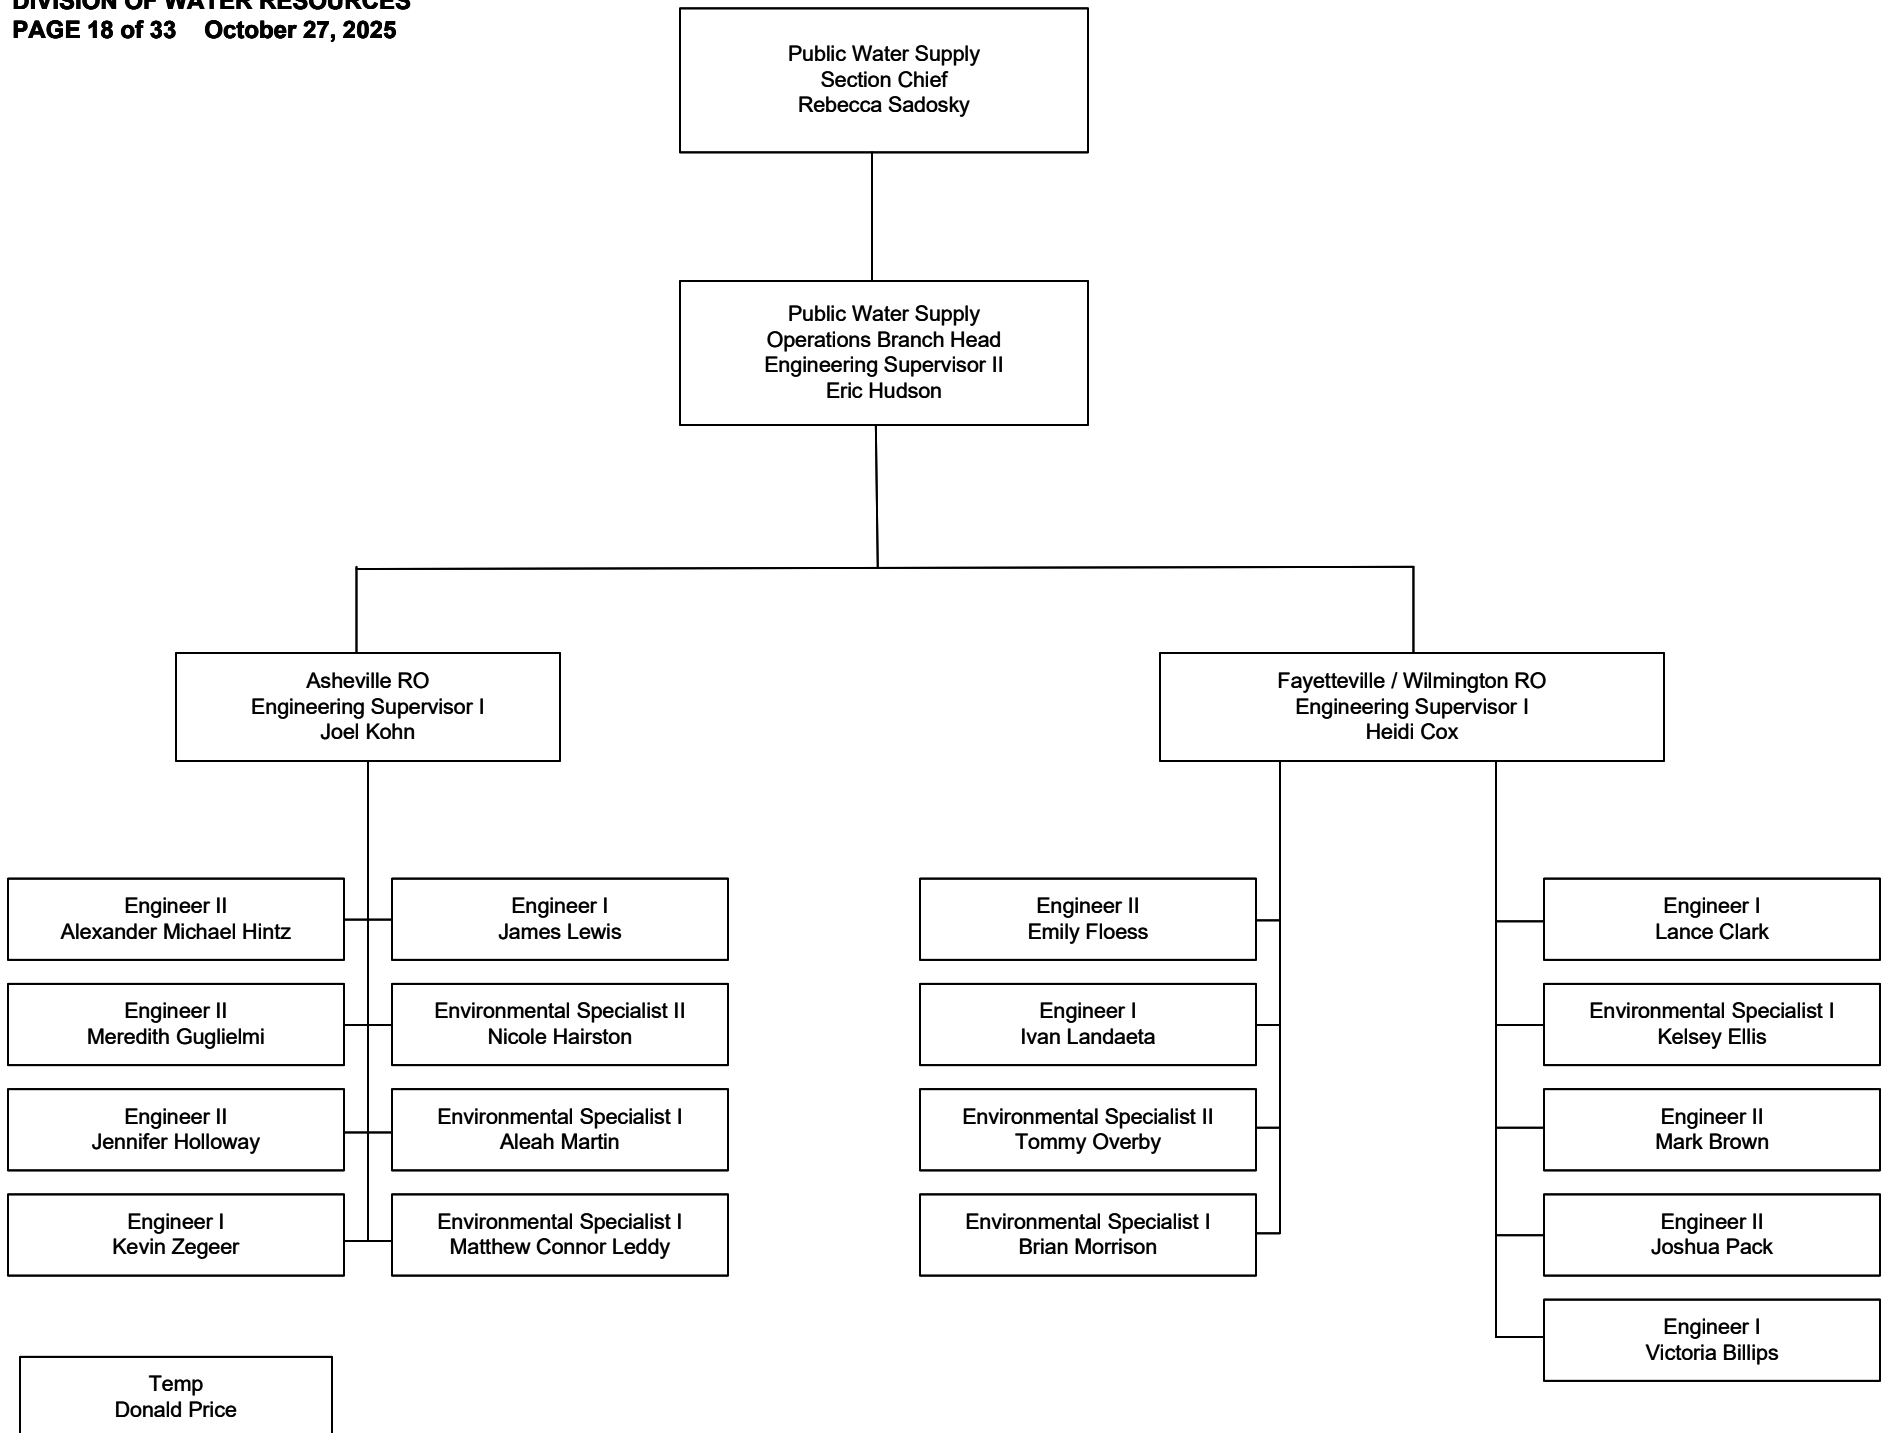 DIVISION OF WATER RESOURCES
PAGE 18 of 33    October 27, 2025
Public Water Supply
Section Chief
Rebecca Sadosky
Public Water Supply
Operations Branch Head
Engineering Supervisor II
Eric Hudson
Asheville RO
Engineering Supervisor I
Joel Kohn
Fayetteville / Wilmington RO
Engineering Supervisor I
Heidi Cox
Engineer II
Alexander Michael Hintz
Engineer I
James Lewis
Engineer II
Meredith Guglielmi
Environmental Specialist II
Nicole Hairston
Engineer II
Jennifer Holloway
Environmental Specialist I
Aleah Martin
Engineer I
Kevin Zegeer
Environmental Specialist I
Matthew Connor Leddy
Temp
Donald Price
Engineer II
Emily Floess
Engineer I
Lance Clark
Engineer I
Ivan Landaeta
Environmental Specialist I
Kelsey Ellis
Environmental Specialist II
Tommy Overby
Engineer II
Mark Brown
Environmental Specialist I
Brian Morrison
Engineer II
Joshua Pack
Engineer I
Victoria Billips